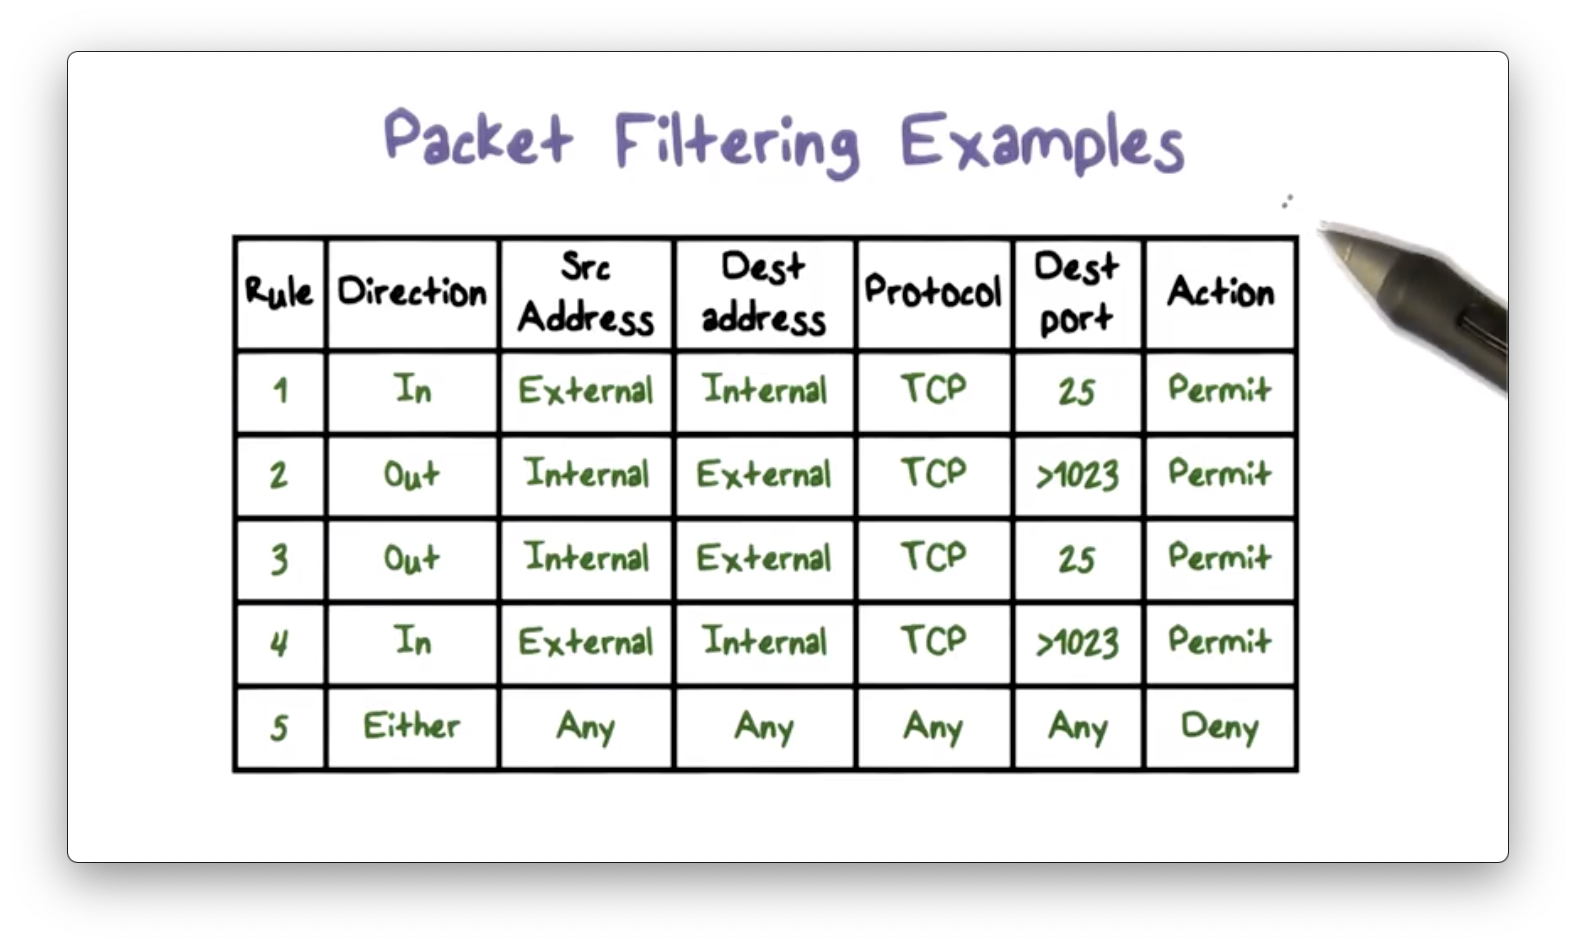 Packet Filtering Examples
Rule Direction Src Address Dest address Protocol Dest port Action
1 In External Internal TCP 25 Permit
2 Out Internal External TCP >1023 Permit
3 Out Internal External TCP 25 Permit
4 In External Internal TCP >1023 Permit
5 Either Any Any Any Any Deny